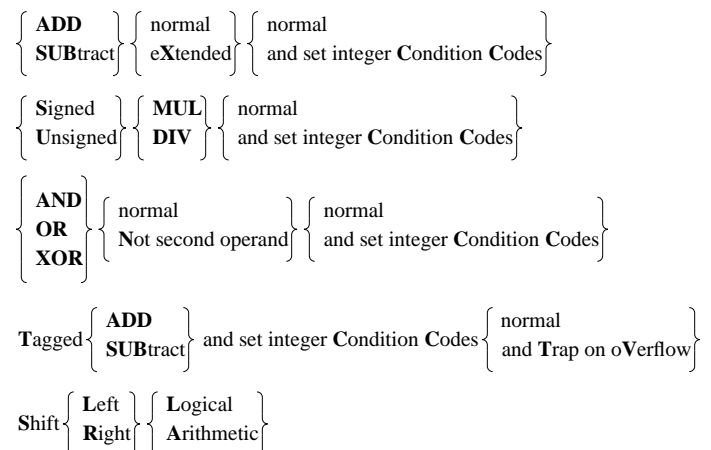 ADD normal normal
SUBtract eXtended and set integer Condition Codes
Signed MUL normal
Unsigned DIV and set integer Condition Codes
AND
OR
XOR
normal normal
Not second operand and set integer Condition Codes
Tagged
ADD
SUBtract
and set integer Condition Codes
normal
and Trap on oVerflow
Shift
Left Logical
Right Arithmetic